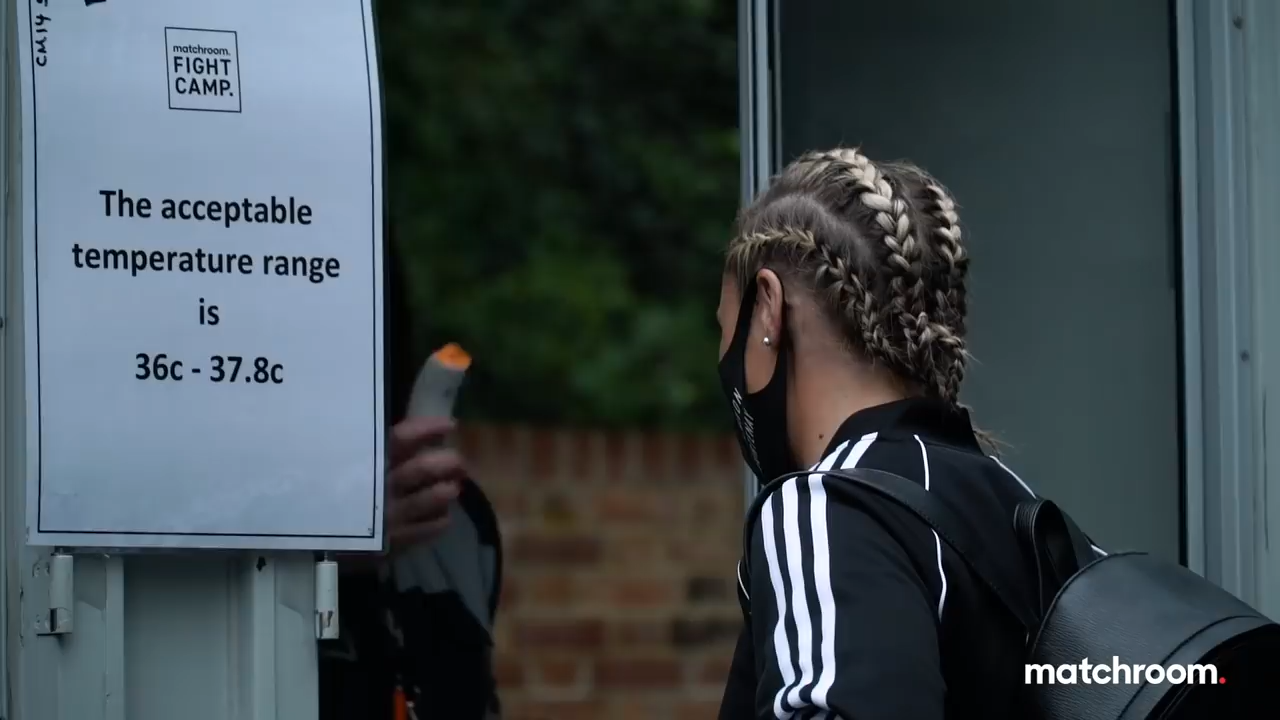 matchroom.
FIGHT
CAMP.
The acceptable
temperature range
is
36c - 37.8c
matchroom.